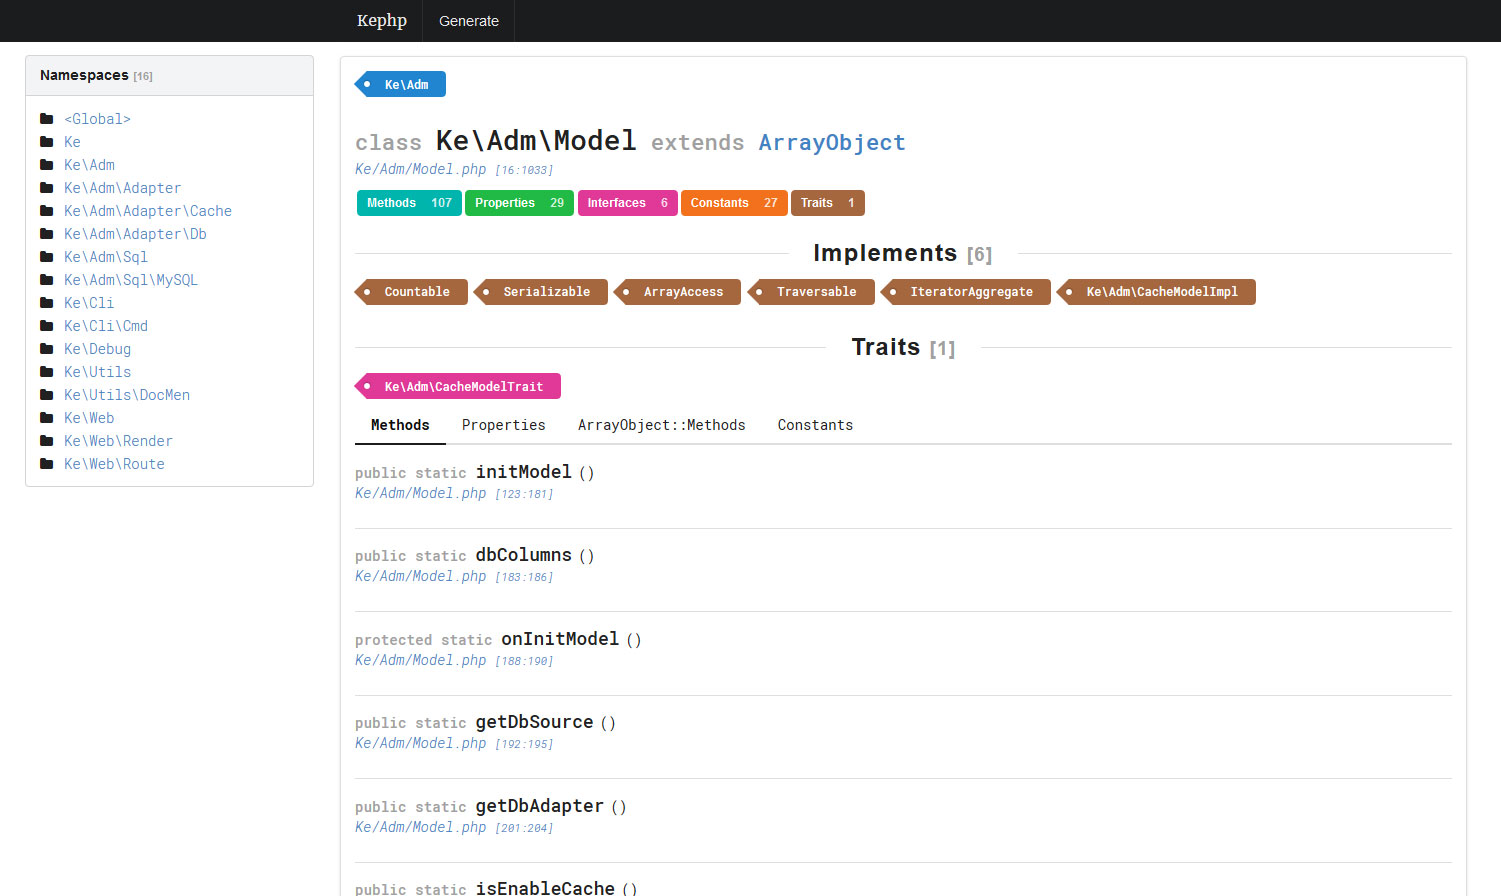 Kephp Generate
Namespaces [16]
<Global>
Ke
Ke\Adm
Ke\Adm\Adapter
Ke\Adm\Adapter\Cache
Ke\Adm\Adapter\Db
Ke\Adm\Sql
Ke\Adm\Sql\MySQL
Ke\Cli
Ke\Cli\Cmd
Ke\Debug
Ke\Utils
Ke\Utils\DocMen
Ke\Web
Ke\Web\Render
Ke\Web\Route
Ke\Adm
class Ke\Adm\Model extends ArrayObject
Ke/Adm/Model.php [16:1033]
Methods 107 Properties 29 Interfaces 6 Constants 27 Traits 1
Implements [6]
Countable Serializable ArrayAccess Traversable IteratorAggregate Ke\Adm\CacheModelImpl
Traits [1]
Ke\Adm\CacheModelTrait
Methods Properties ArrayObject::Methods Constants
public static initModel ()
Ke/Adm/Model.php [123:181]
public static dbColumns ()
Ke/Adm/Model.php [183:186]
protected static onInitModel ()
Ke/Adm/Model.php [188:190]
public static getDbSource ()
Ke/Adm/Model.php [192:195]
public static getDbAdapter ()
Ke/Adm/Model.php [201:204]
public static isEnableCache ()